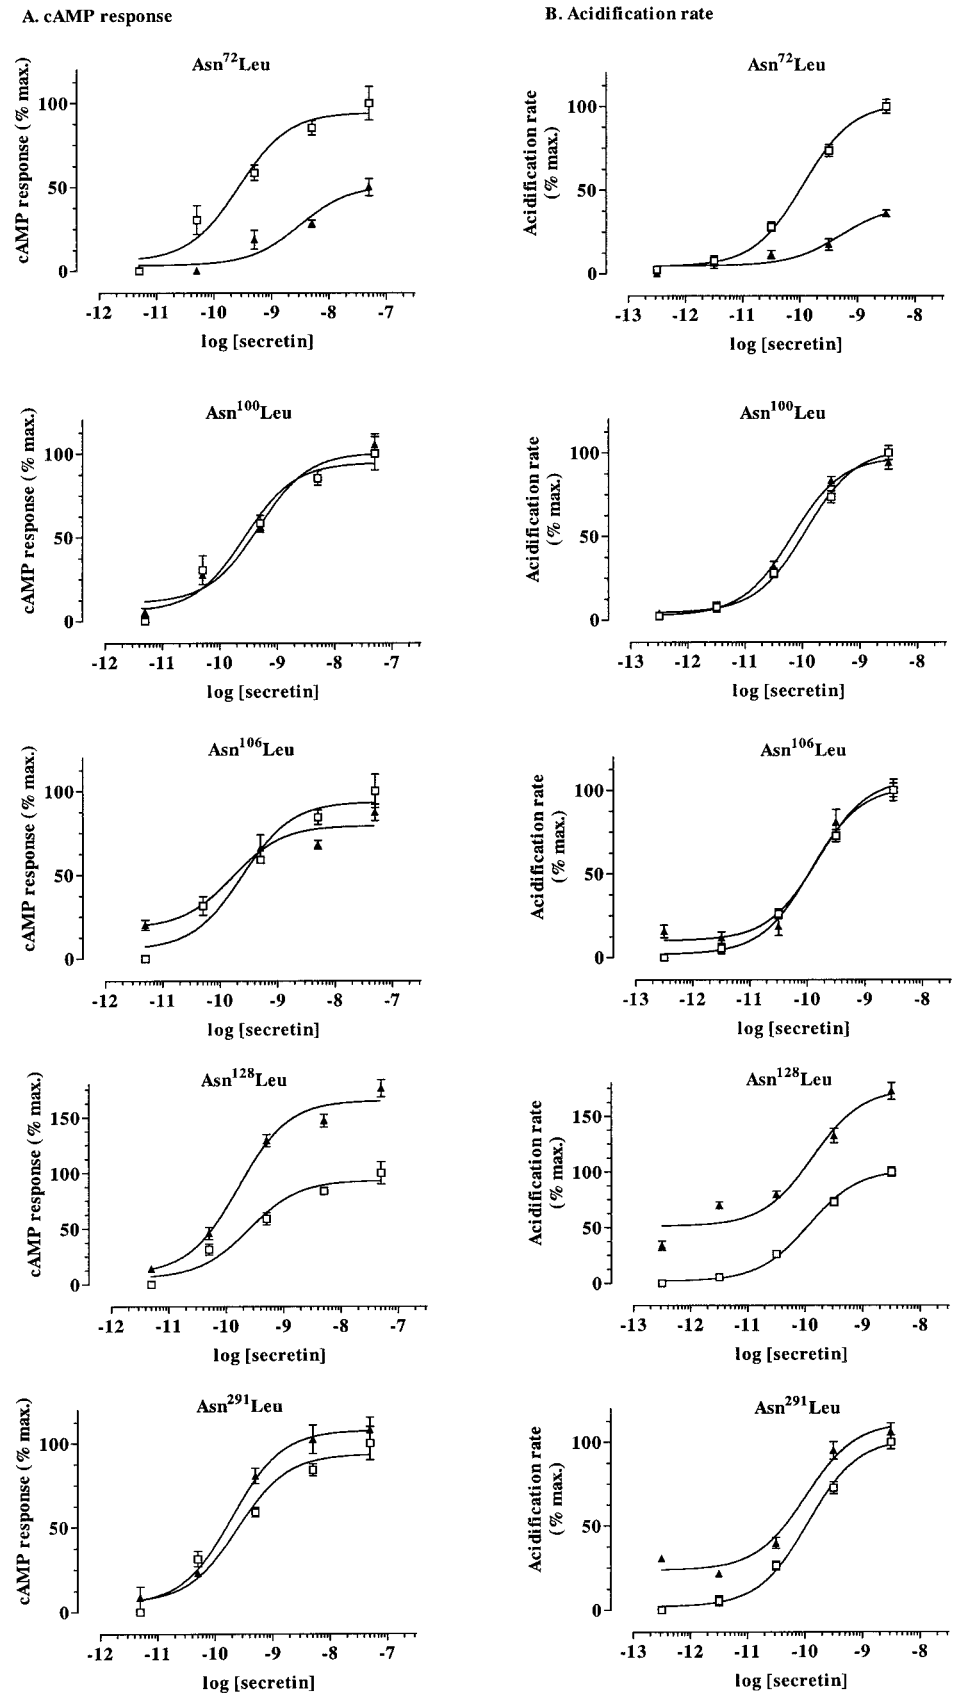 A. cAMP response
B. Acidification rate
Asn72Leu
cAMP response (% max.)
100
50
0
-12 -11 -10 -9 -8 -7
log [secretin]
Asn72Leu
Acidification rate
(% max.)
100
50
0
-13 -12 -11 -10 -9 -8
log [secretin]
Asn100Leu
cAMP response (% max.)
100
50
0
-12 -11 -10 -9 -8 -7
log [secretin]
Asn100Leu
Acidification rate
(% max.)
100
50
0
-13 -12 -11 -10 -9 -8
log [secretin]
Asn106Leu
cAMP response (% max.)
100
50
0
-12 -11 -10 -9 -8 -7
log [secretin]
Asn106Leu
Acidification rate
(% max.)
100
50
0
-13 -12 -11 -10 -9 -8
log [secretin]
Asn128Leu
cAMP response (% max.)
150
100
50
0
-12 -11 -10 -9 -8 -7
log [secretin]
Asn128Leu
Acidification rate
(% max.)
150
100
50
0
-13 -12 -11 -10 -9 -8
log [secretin]
Asn291Leu
cAMP response (% max.)
100
50
0
-12 -11 -10 -9 -8 -7
log [secretin]
Asn291Leu
Acidification rate
(% max.)
100
50
0
-13 -12 -11 -10 -9 -8
log [secretin]